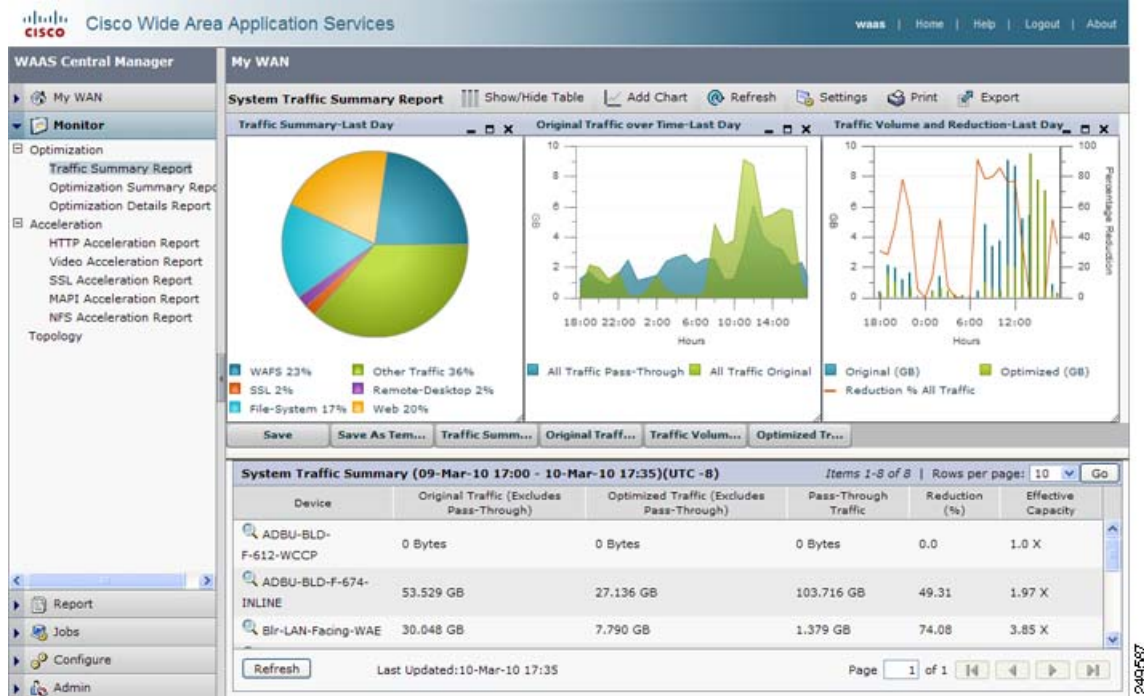 cisco Cisco Wide Area Application Services
waas | Home | Help | Logout | About
WAAS Central Manager
My WAN
Monitor
Optimization
Traffic Summary Report
Optimization Summary Repo
Optimization Details Report
Acceleration
HTTP Acceleration Report
Video Acceleration Report
SSL Acceleration Report
MAPI Acceleration Report
NFS Acceleration Report
Topology
Report
Jobs
Configure
Admin
My WAN
System Traffic Summary Report Show/Hide Table Add Chart Refresh Settings Print Export
Traffic Summary-Last Day
WAFS 23% Other Traffic 36%
SSL 2% Remote-Desktop 2%
File-System 17% Web 20%
Original Traffic over Time-Last Day
10
8
6
4
2
0
GB
18:00 22:00 2:00 6:00 10:00 14:00
Hours
All Traffic Pass-Through All Traffic Original
Traffic Volume and Reduction-Last Day
10 100
8 80
6 60
4 40
2 20
0 0
GB
Percentage Reduction
18:00 0:00 6:00 12:00
Hours
Original (GB) Optimized (GB)
Reduction % All Traffic
Save Save As Tem... Traffic Summ... Original Traff... Traffic Volum... Optimized Tr...
System Traffic Summary (09-Mar-10 17:00 - 10-Mar-10 17:35)(UTC -8) Items 1-8 of 8 | Rows per page: 10 Go
Device Original Traffic (Excludes Pass-Through) Optimized Traffic (Excludes Pass-Through) Pass-Through Traffic Reduction (%) Effective Capacity
ADBU-BLD-F-612-WCCP 0 Bytes 0 Bytes 0 Bytes 0.0 1.0 X
ADBU-BLD-F-674-INLINE 53.529 GB 27.136 GB 103.716 GB 49.31 1.97 X
Blr-LAN-Facing-WAE 30.048 GB 7.790 GB 1.379 GB 74.08 3.85 X
Refresh Last Updated:10-Mar-10 17:35 Page 1 of 1
249587